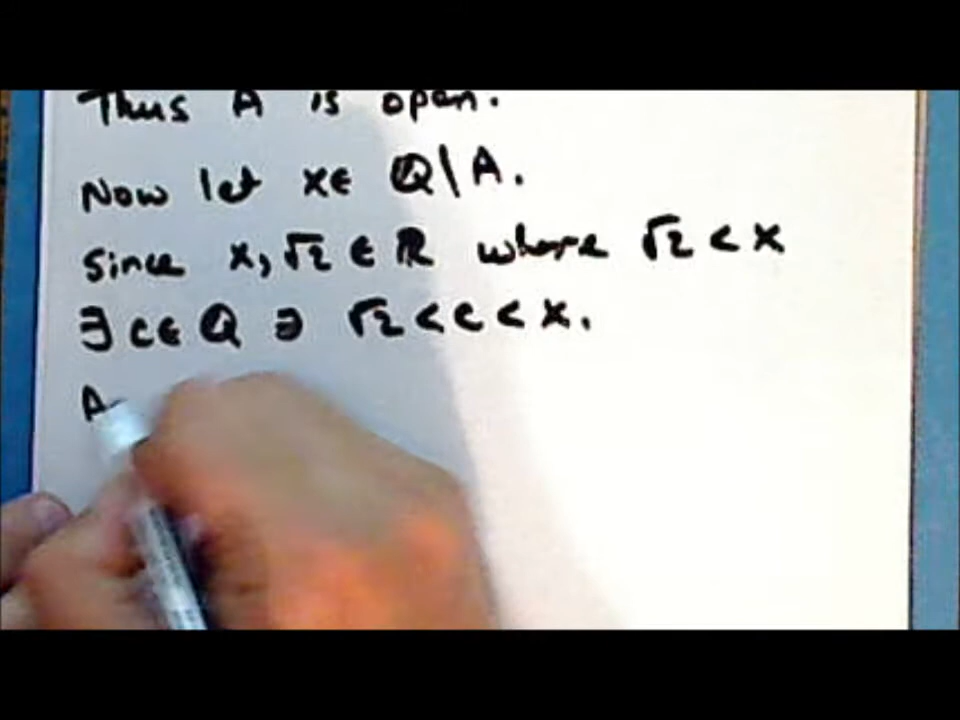 Thus A is open.
Now let x∈ ℚ\A.
since x,√2 ∈ ℝ where √2 < x
∃ c∈ ℚ ∋ √2 < c < x.
A